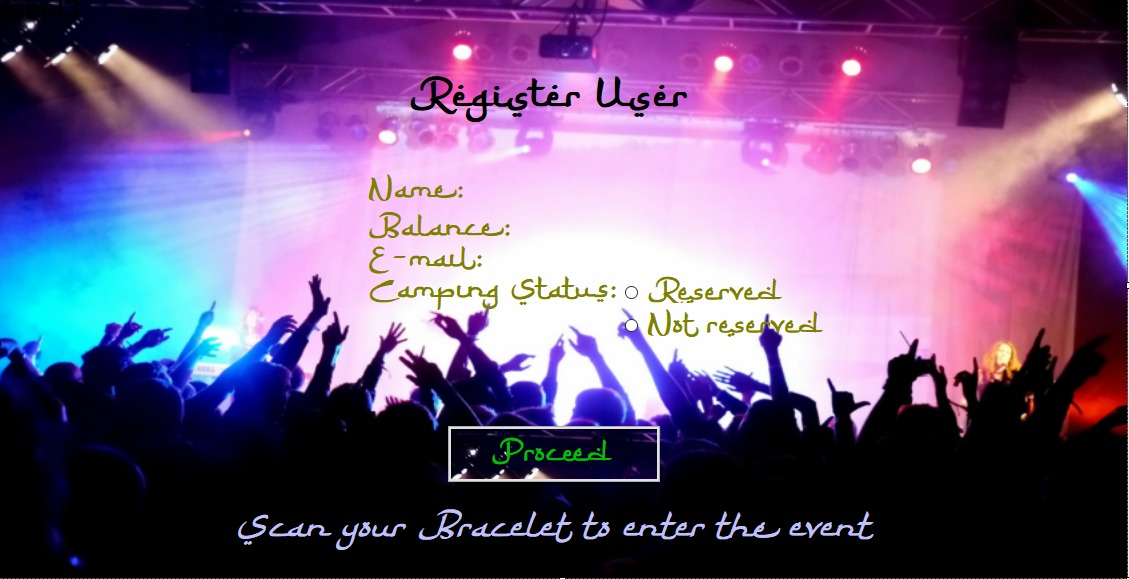 Register User
Name:
Balance:
E-mail:
Camping Status: Reserved
Not reserved
Proceed
Scan your Bracelet to enter the event